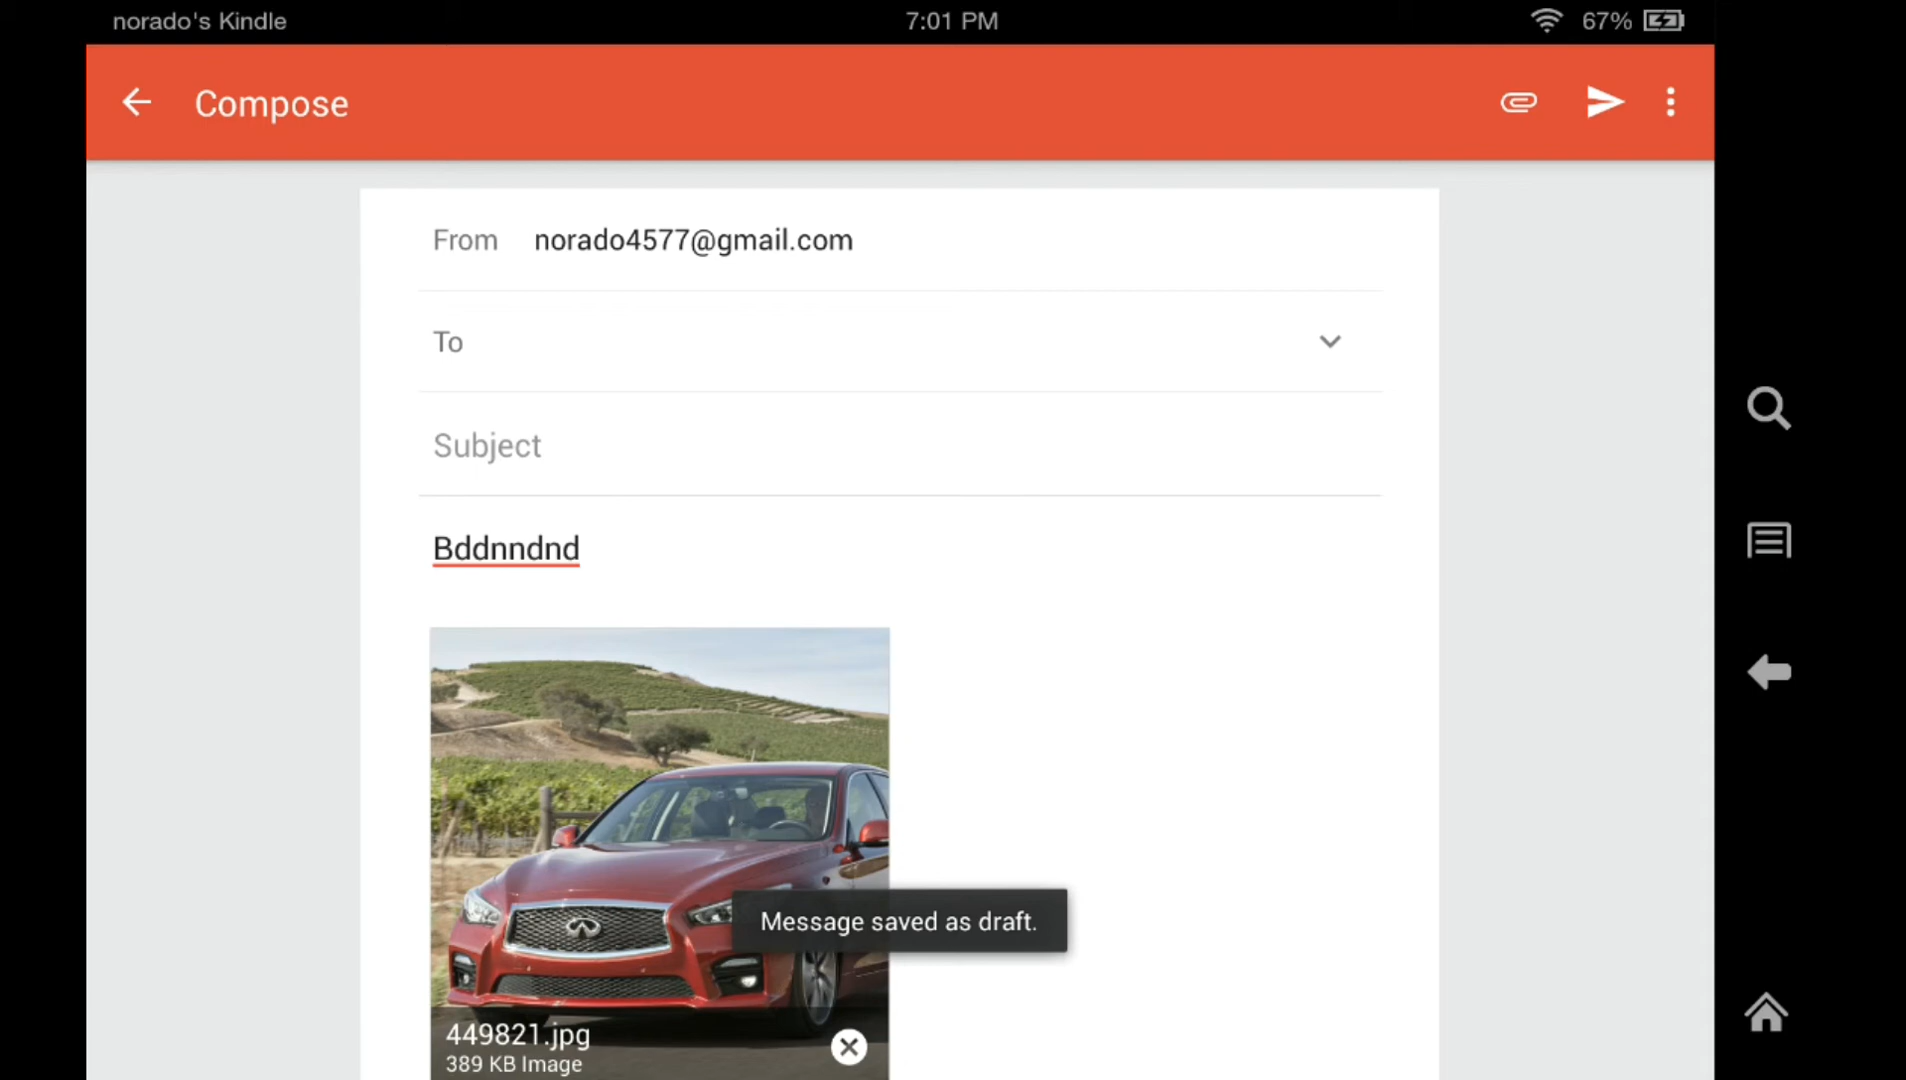 norado's Kindle
7:01 PM
67%
Compose
From norado4577@gmail.com
To
Subject
Bddnndnd
Message saved as draft.
449821.jpg
389 KB Image